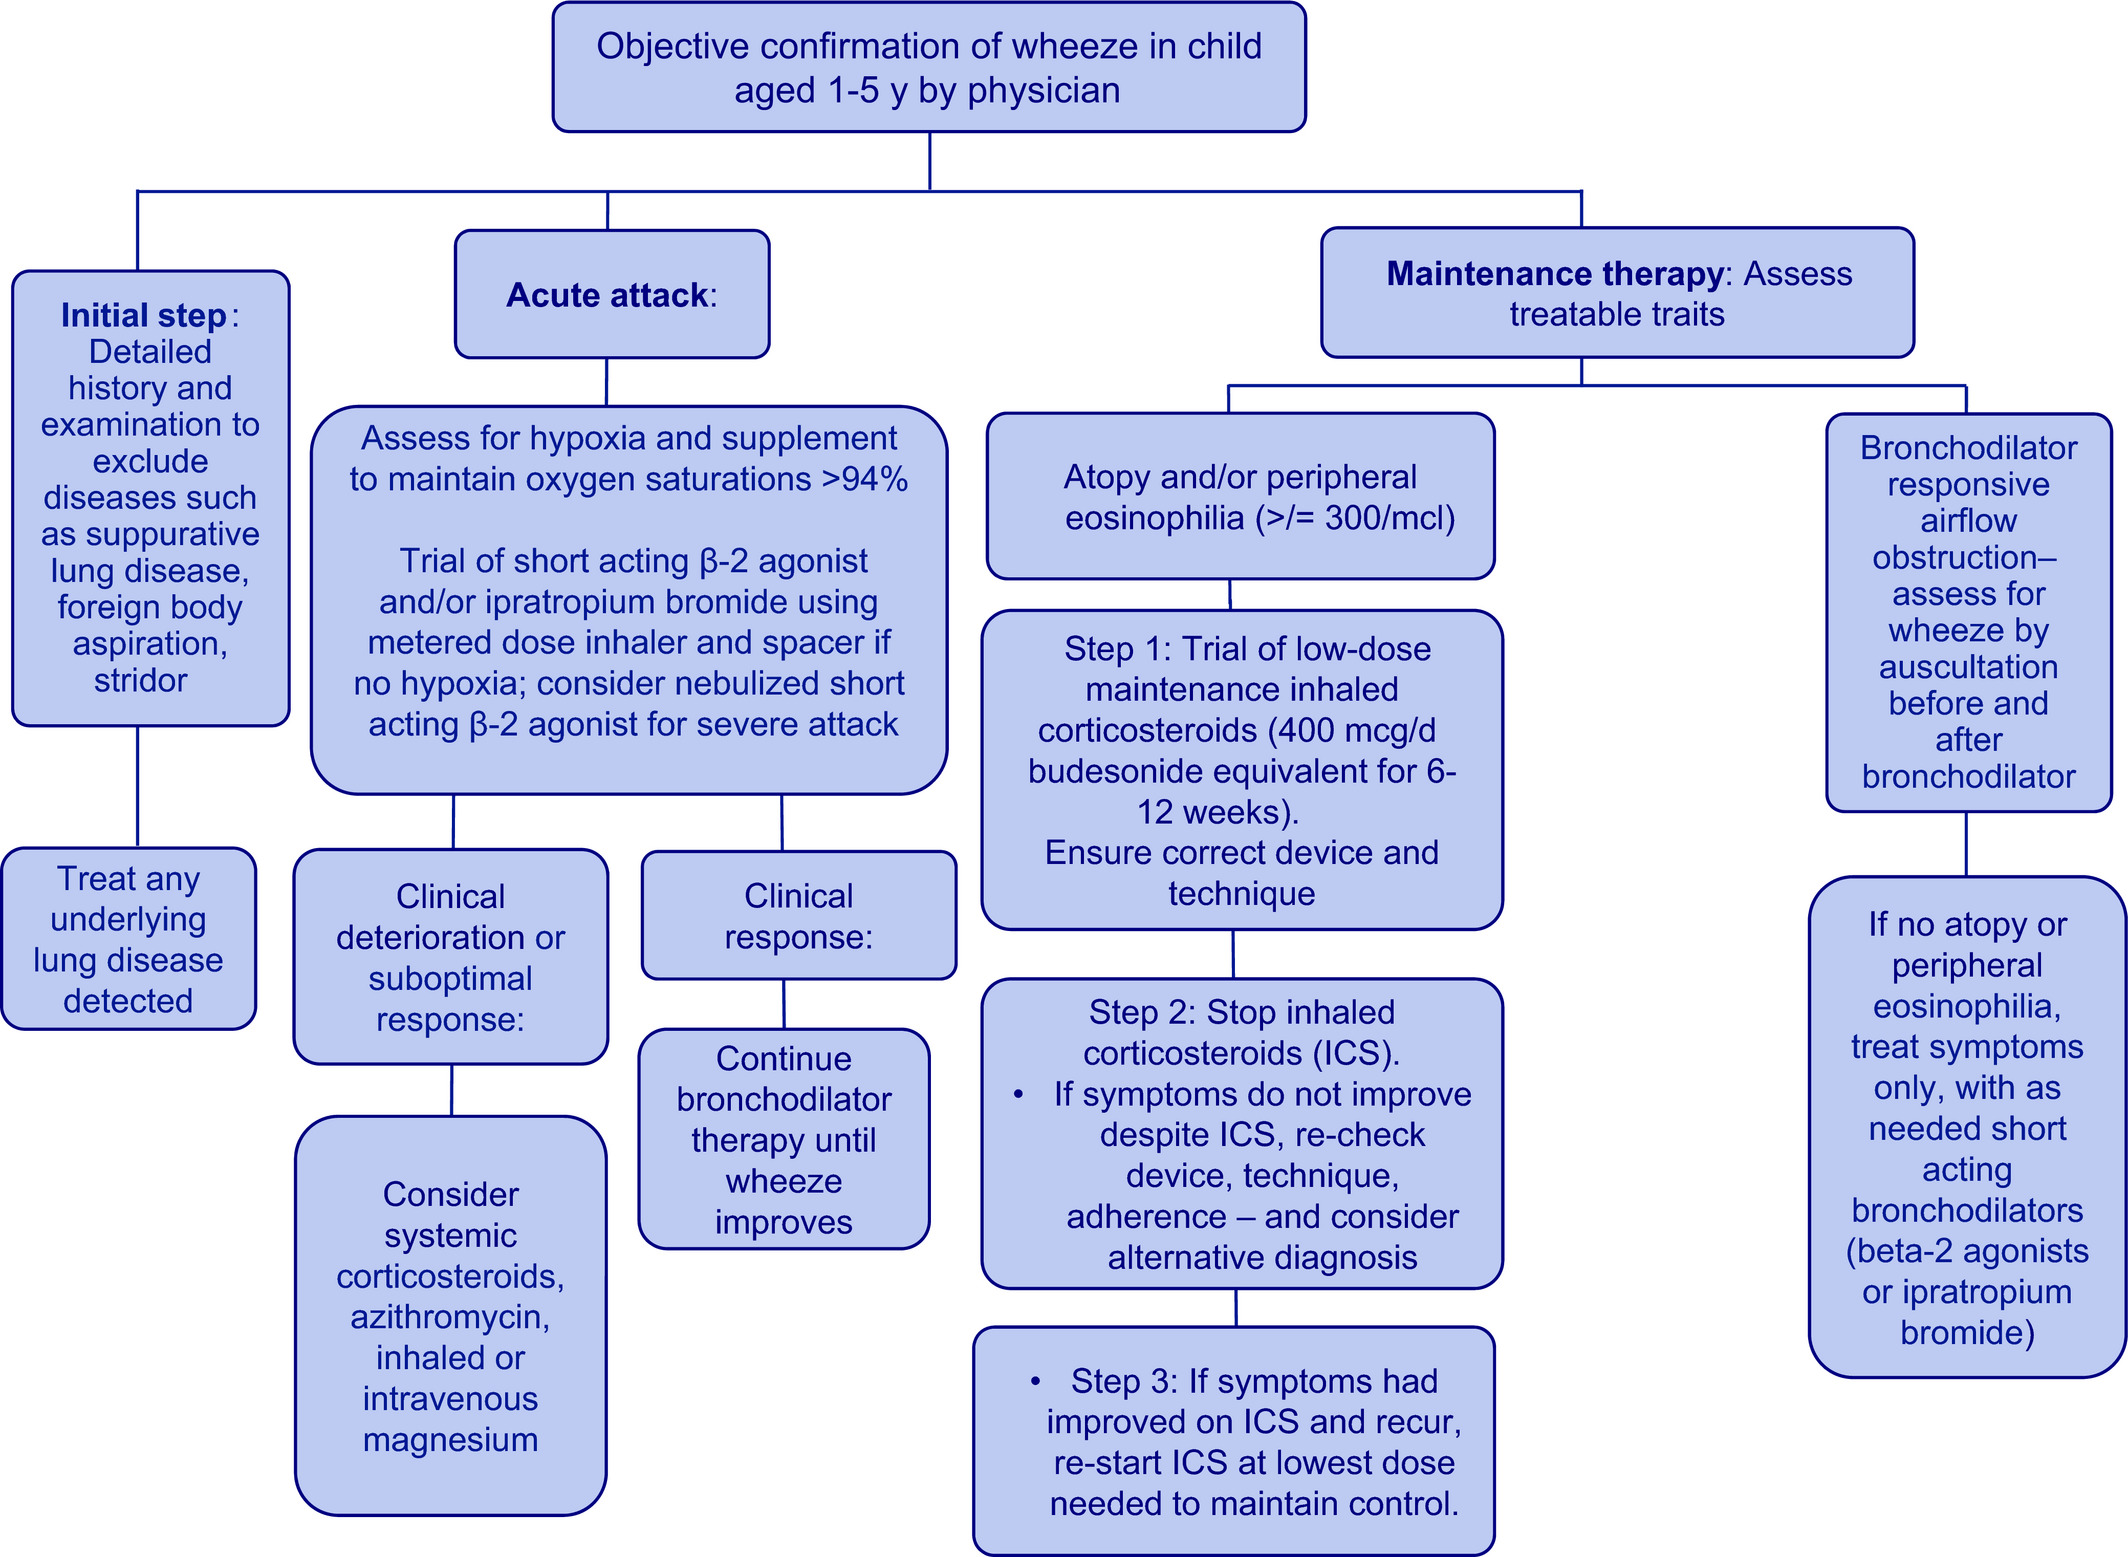 Objective confirmation of wheeze in child
aged 1-5 y by physician
Initial step:
Detailed
history and
examination to
exclude
diseases such
as suppurative
lung disease,
foreign body
aspiration,
stridor
Treat any
underlying
lung disease
detected
Acute attack:
Assess for hypoxia and supplement
to maintain oxygen saturations >94%
Trial of short acting β-2 agonist
and/or ipratropium bromide using
metered dose inhaler and spacer if
no hypoxia; consider nebulized short
acting β-2 agonist for severe attack
Clinical
deterioration or
suboptimal
response:
Consider
systemic
corticosteroids,
azithromycin,
inhaled or
intravenous
magnesium
Clinical
response:
Continue
bronchodilator
therapy until
wheeze
improves
Maintenance therapy: Assess
treatable traits
Atopy and/or peripheral
eosinophilia (>/= 300/mcl)
Step 1: Trial of low-dose
maintenance inhaled
corticosteroids (400 mcg/d
budesonide equivalent for 6-
12 weeks).
Ensure correct device and
technique
Step 2: Stop inhaled
corticosteroids (ICS).
• If symptoms do not improve
despite ICS, re-check
device, technique,
adherence – and consider
alternative diagnosis
• Step 3: If symptoms had
improved on ICS and recur,
re-start ICS at lowest dose
needed to maintain control.
Bronchodilator
responsive
airflow
obstruction–
assess for
wheeze by
auscultation
before and
after
bronchodilator
If no atopy or
peripheral
eosinophilia,
treat symptoms
only, with as
needed short
acting
bronchodilators
(beta-2 agonists
or ipratropium
bromide)